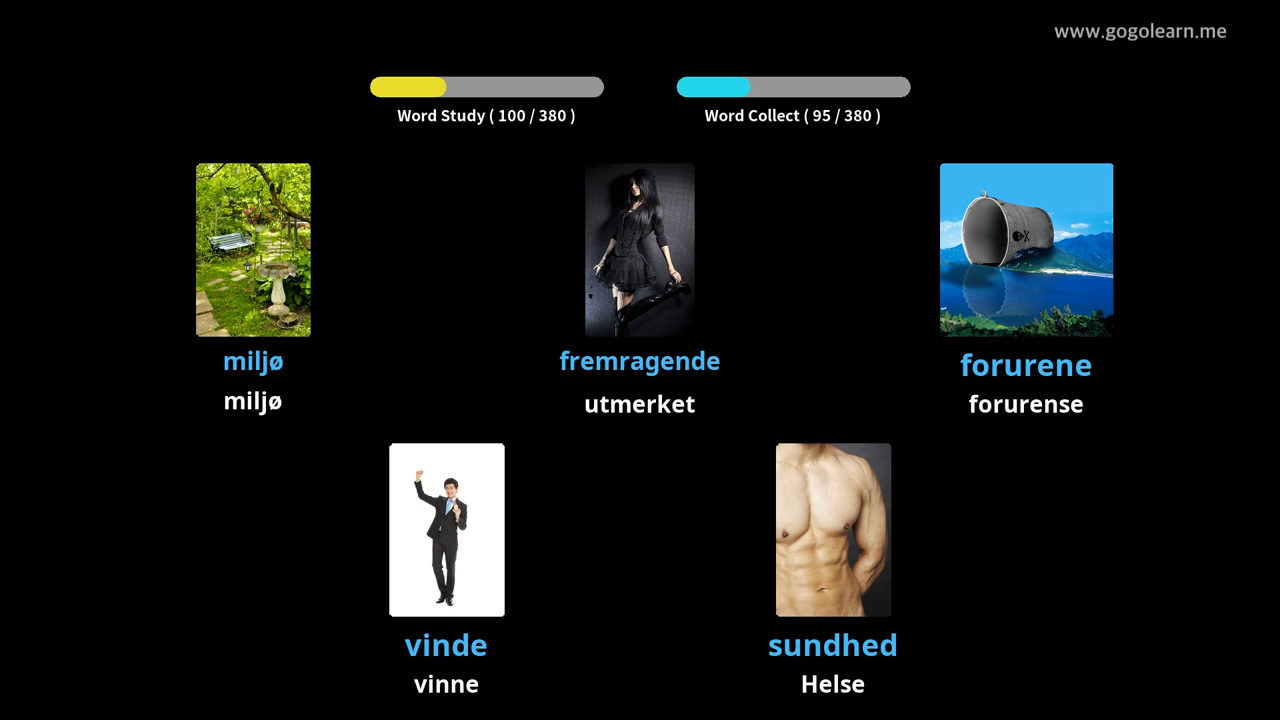 www.gogolearn.me
Word Study ( 100 / 380 )
Word Collect ( 95 / 380 )
miljø
miljø
fremragende
utmerket
forurene
forurense
vinde
vinne
sundhed
Helse